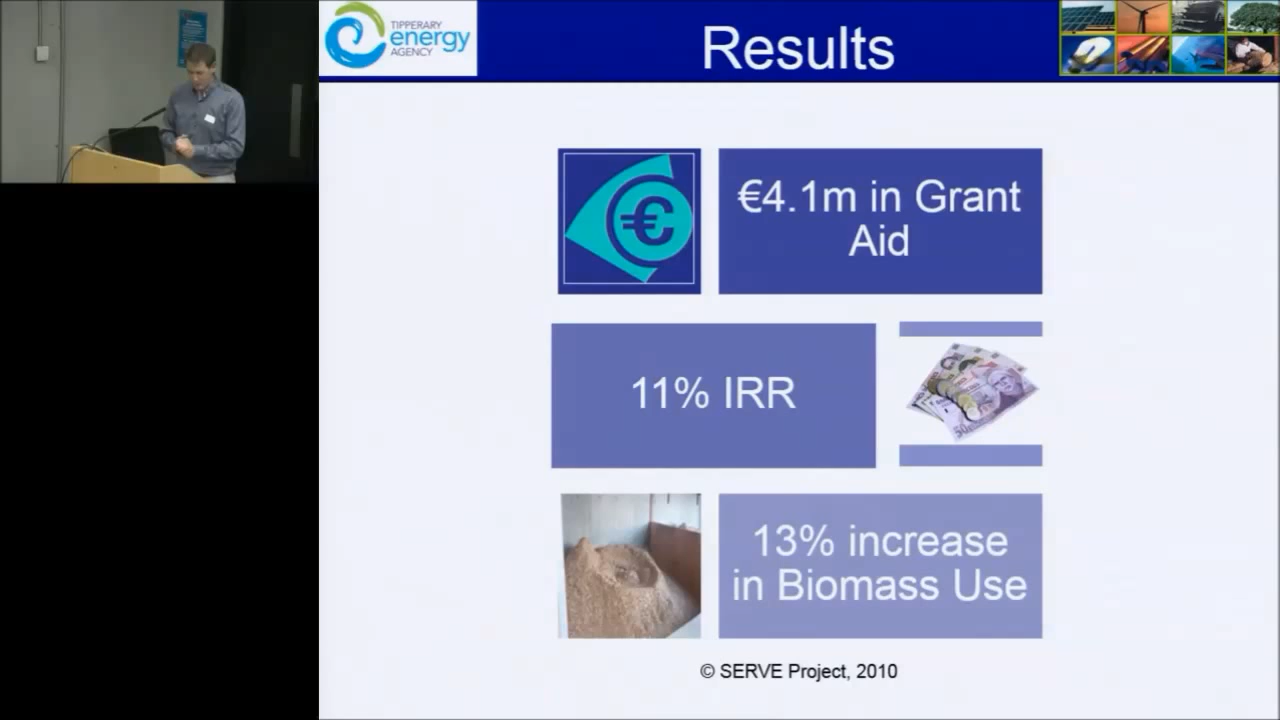 TIPPERARY
energy
AGENCY
Results
€4.1m in Grant
Aid
11% IRR
13% increase
in Biomass Use
© SERVE Project, 2010